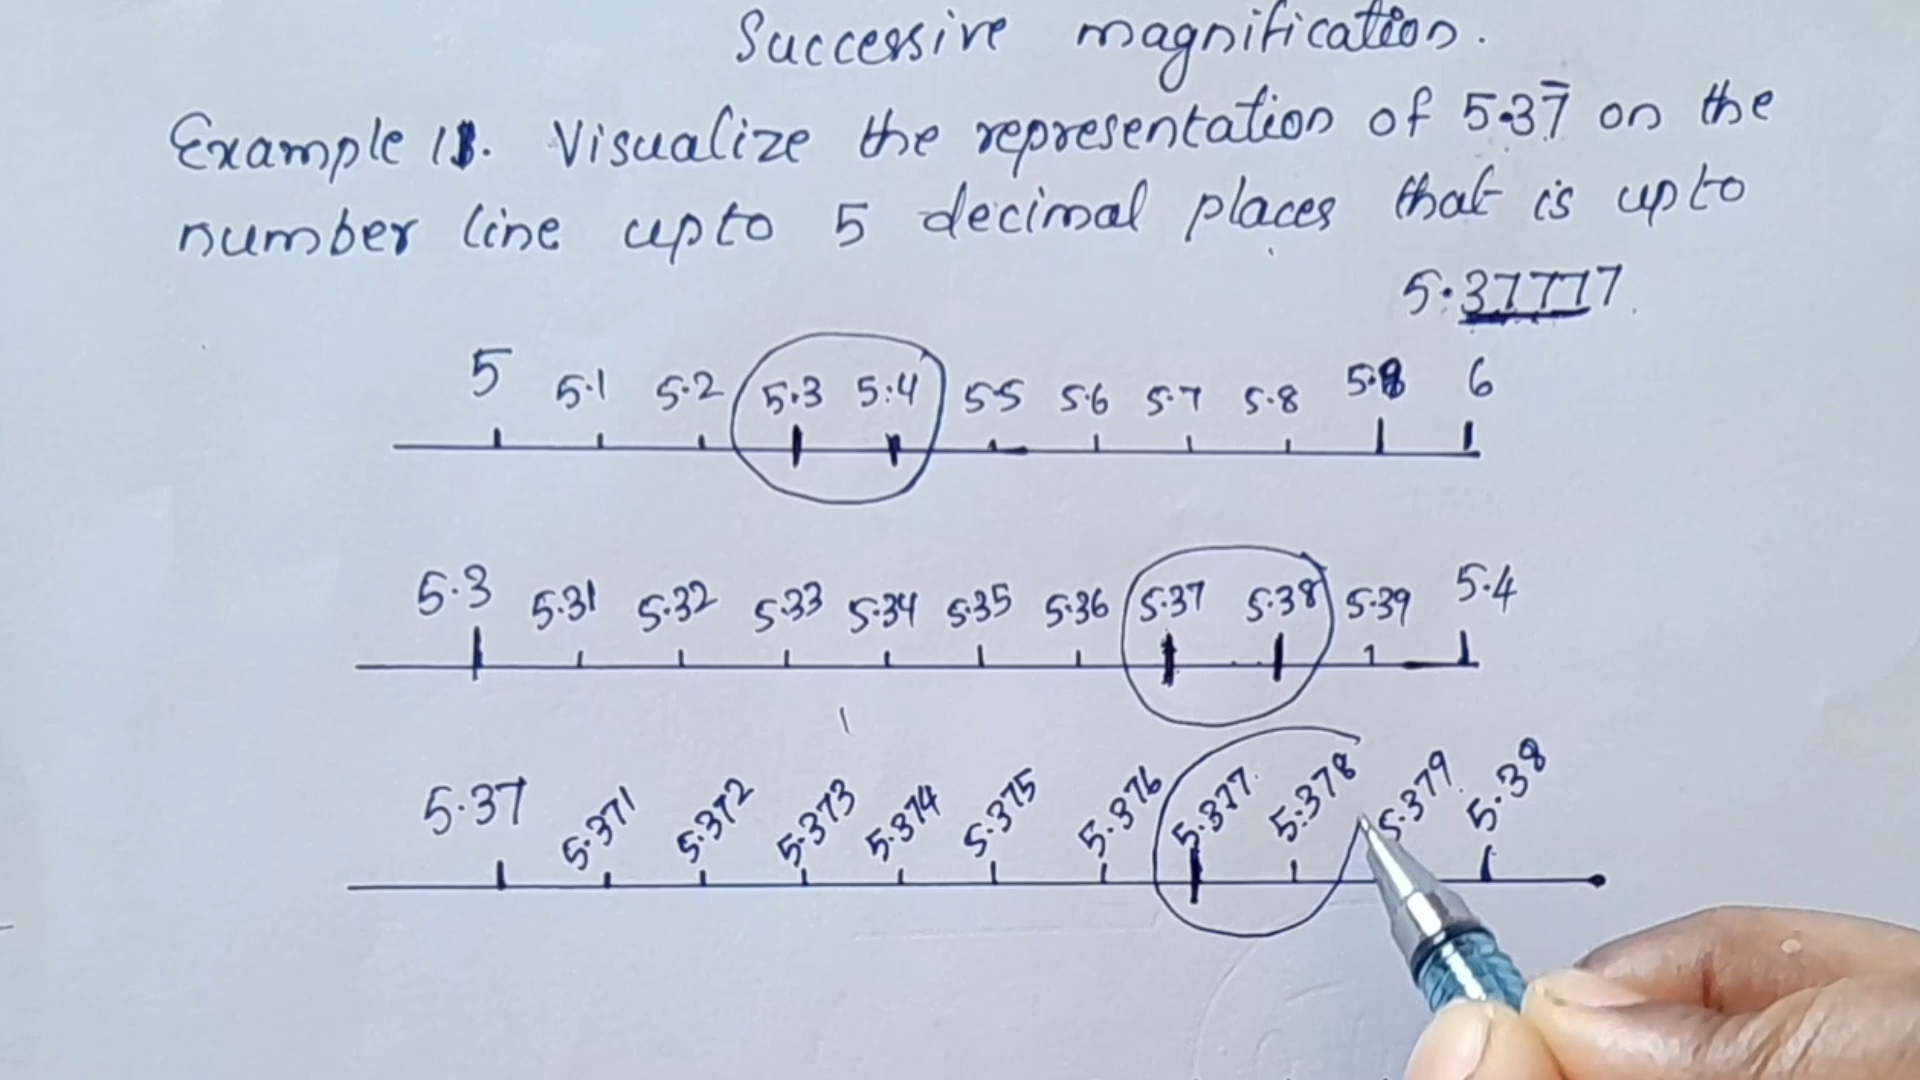 Successive magnification.
Example 11. Visualize the representation of 5.37̅ on the
number line upto 5 decimal places that is upto
5.37777.
5 5.1 5.2 5.3 5.4 5.5 5.6 5.7 5.8 5.9 6
5.3 5.31 5.32 5.33 5.34 5.35 5.36 5.37 5.38 5.39 5.4
5.37 5.371 5.372 5.373 5.374 5.375 5.376 5.377 5.378 5.379 5.38